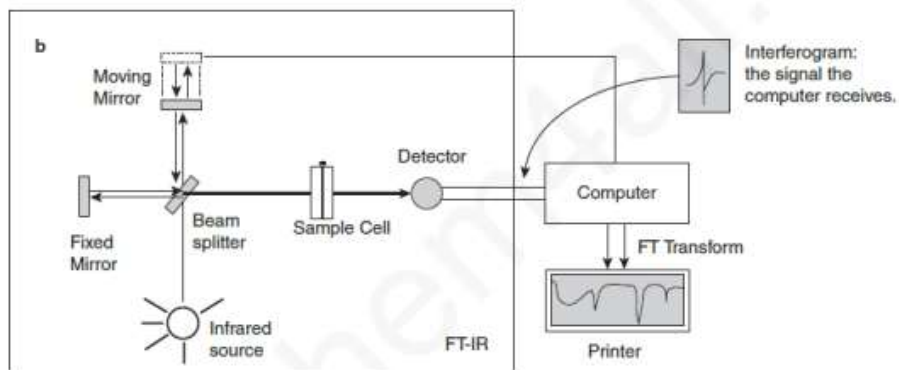 b
Moving
Mirror
Interferogram:
the signal the
computer receives.
Detector
Computer
Beam
splitter
Sample Cell
Fixed
Mirror
FT Transform
Infrared
source
FT-IR
Printer